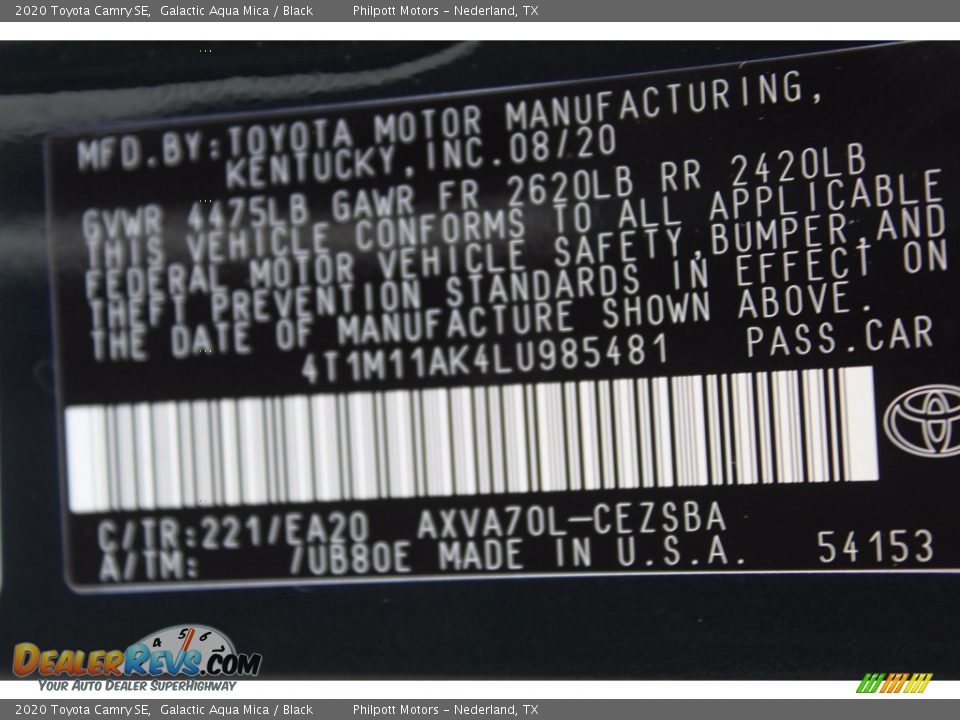 2020 Toyota Camry SE, Galactic Aqua Mica / Black Philpott Motors - Nederland, TX
MFD.BY:TOYOTA MOTOR MANUFACTURING,
KENTUCKY,INC.08/20
GVWR 4475LB GAWR FR 2620LB RR 2420LB
THIS VEHICLE CONFORMS TO ALL APPLICABLE
FEDERAL MOTOR VEHICLE SAFETY,BUMPER,AND
THEFT PREVENTION STANDARDS IN EFFECT ON
THE DATE OF MANUFACTURE SHOWN ABOVE.
4T1M11AK4LU985481 PASS.CAR
C/TR:221/EA20 AXVA70L-CEZSBA
A/TM: /UB80E MADE IN U.S.A. 54153
4 5 6
DEALERREVS.COM
YOUR AUTO DEALER SUPERHIGHWAY
2020 Toyota Camry SE, Galactic Aqua Mica / Black Philpott Motors - Nederland, TX